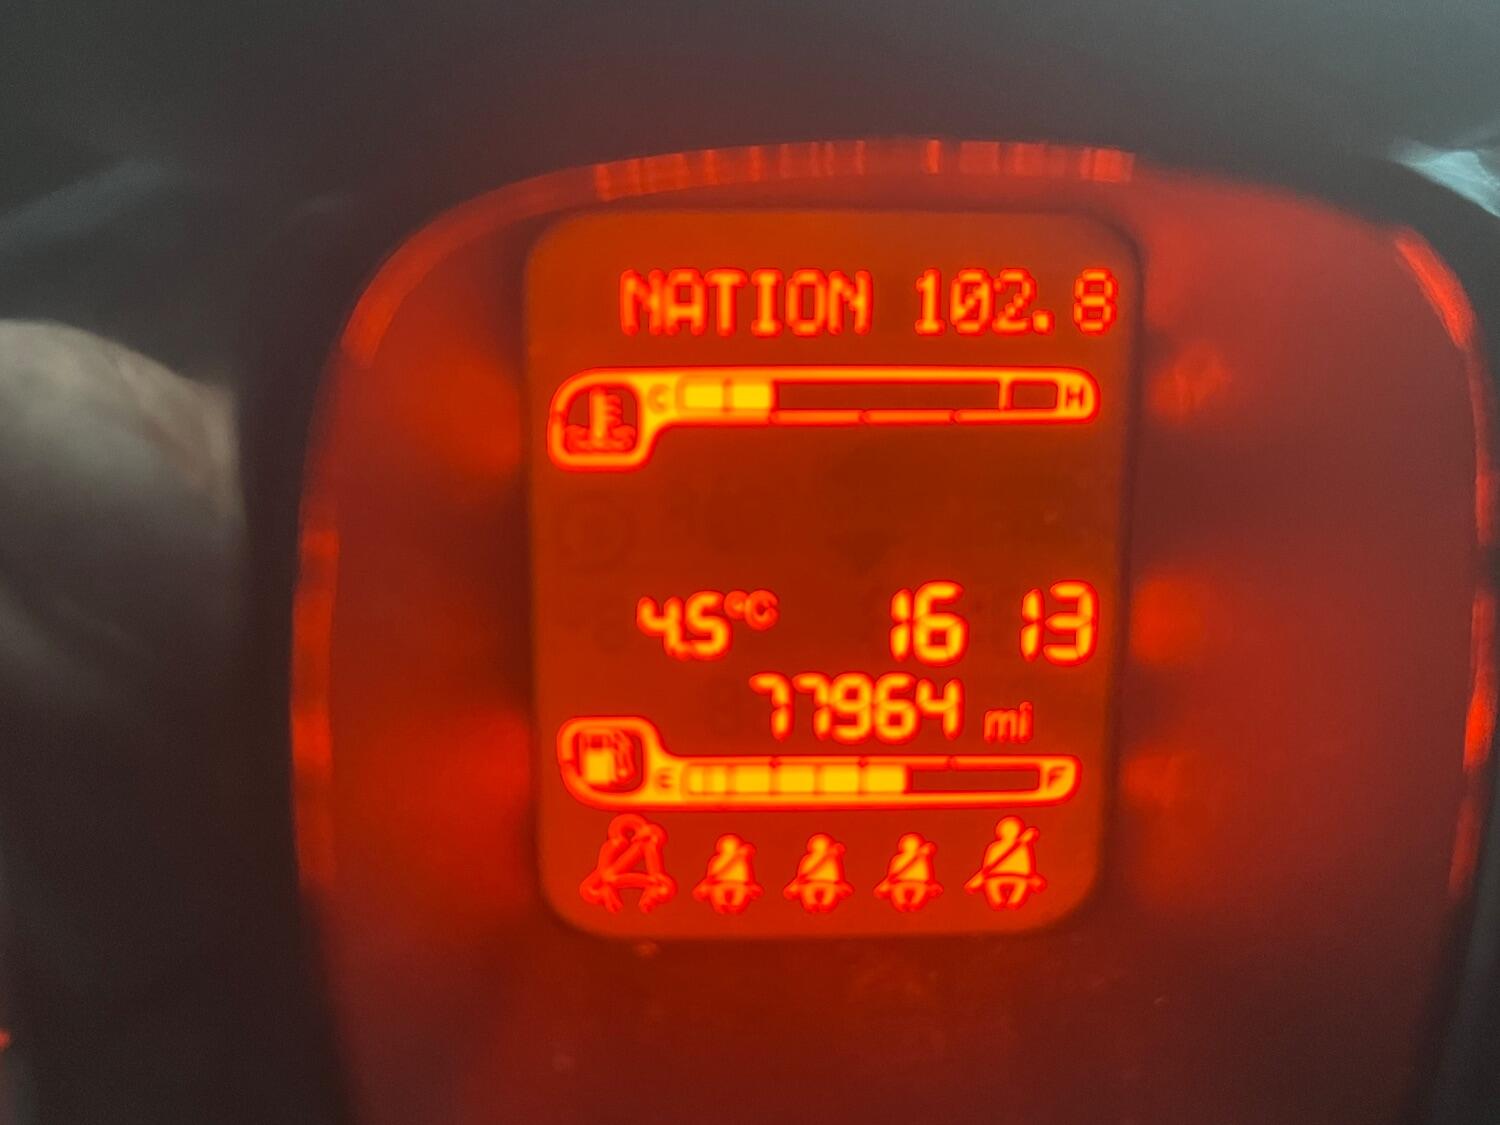 NATION 102.8
C H
4.5°C 16 13
77964 mi
E F